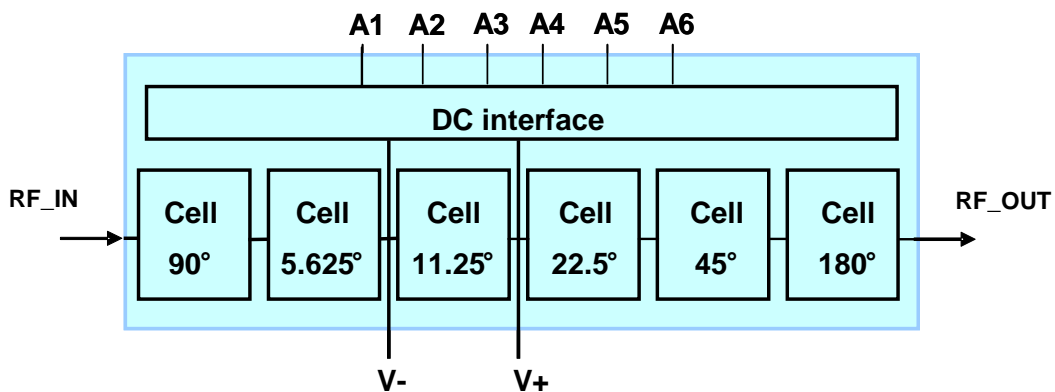 A1 A2 A3 A4 A5 A6
DC interface
RF_IN
Cell 90°
Cell 5.625°
Cell 11.25°
Cell 22.5°
Cell 45°
Cell 180°
RF_OUT
V- V+